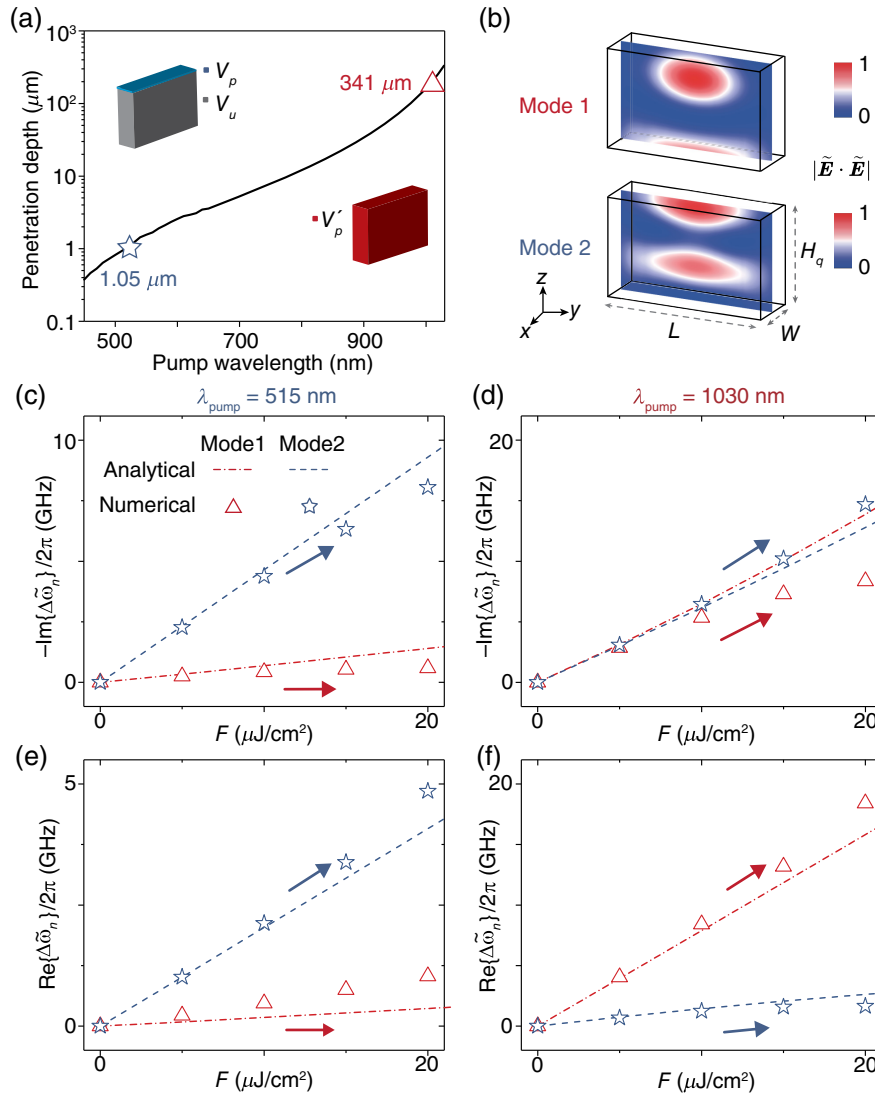 (a)
10³
10²
10
1
0.1
Penetration depth (μm)
V_p
V_u
341 μm
V′_p
1.05 μm
500
700
900
Pump wavelength (nm)
(b)
Mode 1
1
0
|Ẽ · Ẽ|
Mode 2
1
0
H_q
z
y
x
L
W
(c)
λ_pump = 515 nm
10
0
−Im{Δω̃_n}/2π (GHz)
Mode1 Mode2
Analytical
Numerical
0
20
F (μJ/cm²)
(d)
λ_pump = 1030 nm
20
0
−Im{Δω̃_n}/2π (GHz)
0
20
F (μJ/cm²)
(e)
5
0
Re{Δω̃_n}/2π (GHz)
0
20
F (μJ/cm²)
(f)
20
0
Re{Δω̃_n}/2π (GHz)
0
20
F (μJ/cm²)